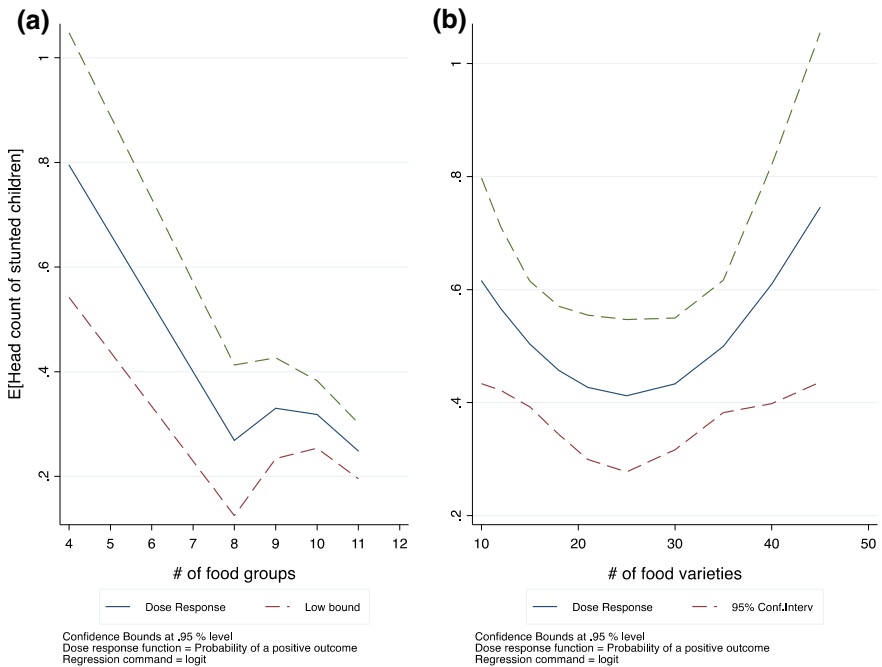 (a)
E[Head count of stunted children]
1
.8
.6
.4
.2
4 5 6 7 8 9 10 11 12
# of food groups
Dose Response Low bound
Confidence Bounds at .95 % level
Dose response function = Probability of a positive outcome
Regression command = logit
(b)
1
.8
.6
.4
.2
10 20 30 40 50
# of food varieties
Dose Response 95% Conf.Interv
Confidence Bounds at .95 % level
Dose response function = Probability of a positive outcome
Regression command = logit